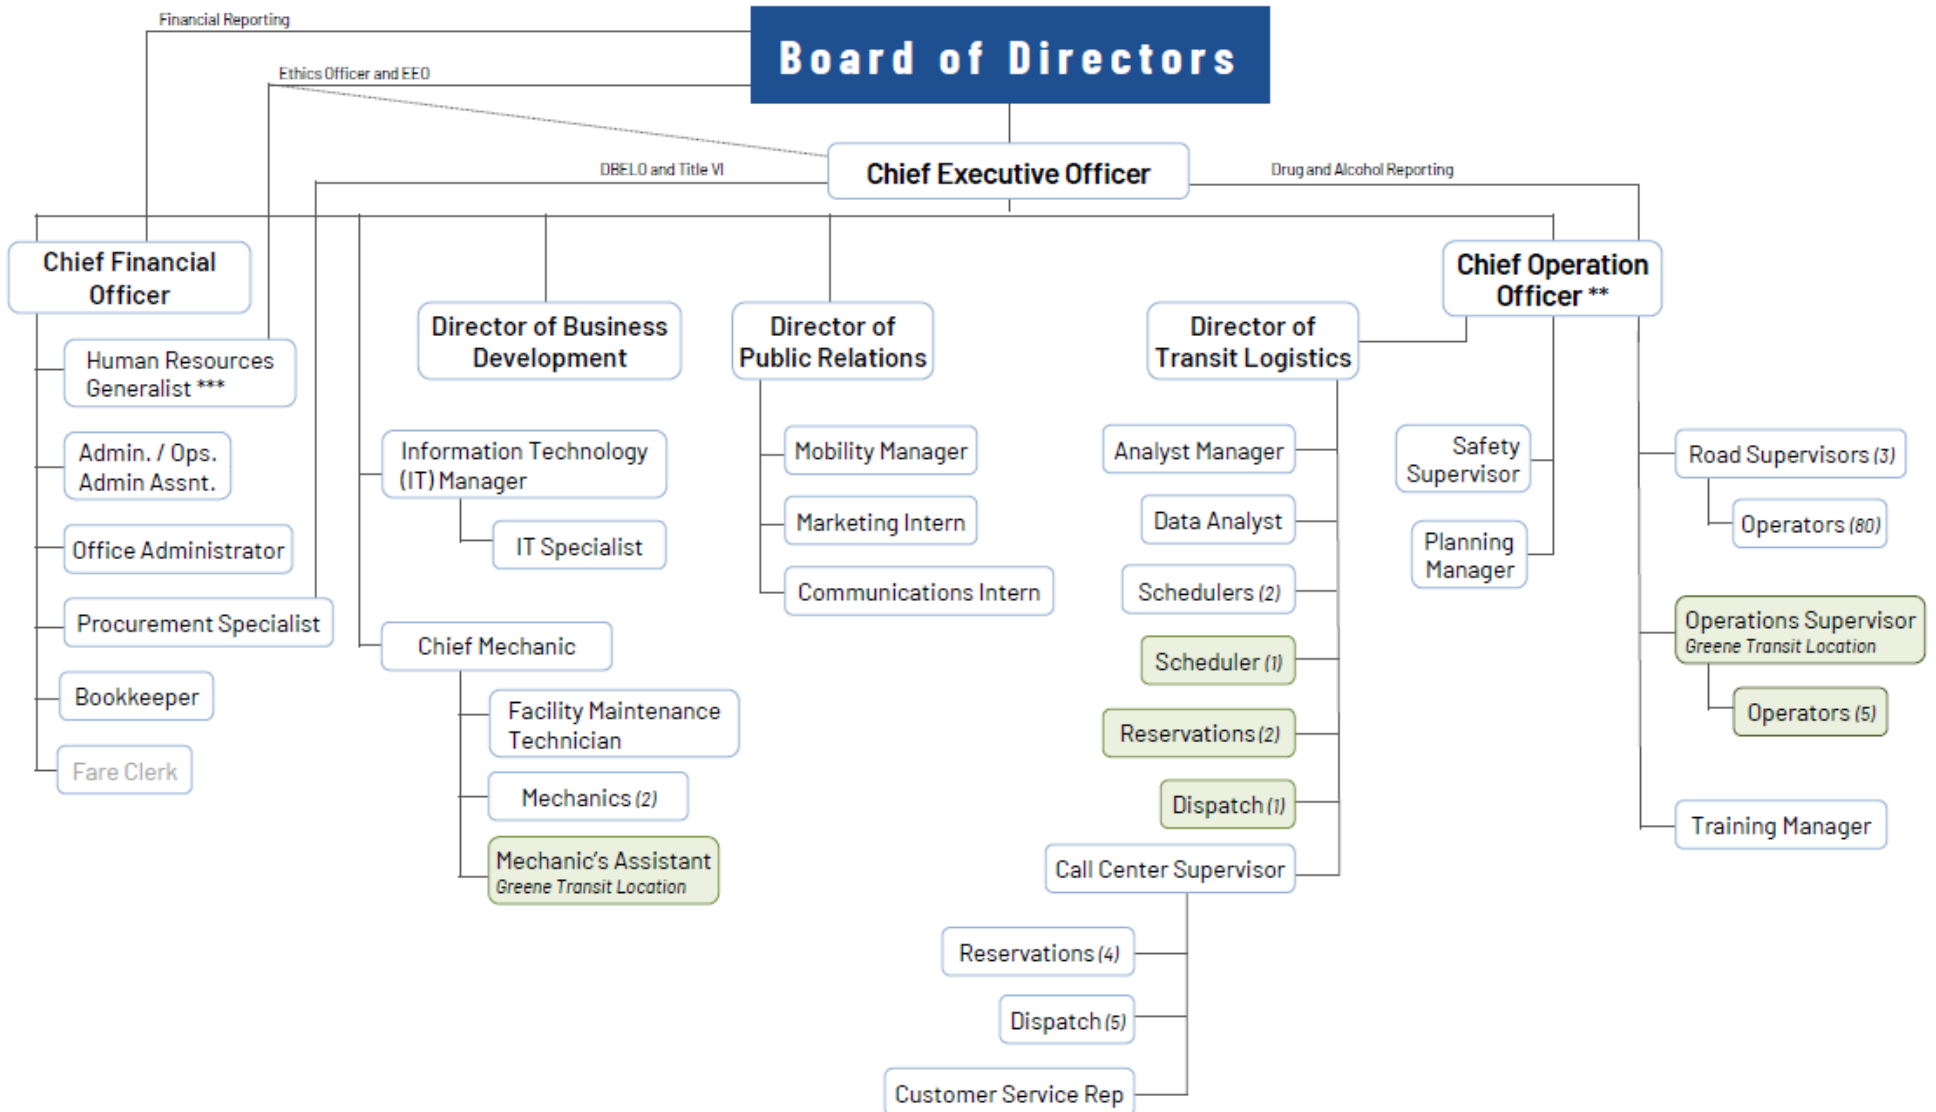 Financial Reporting
Board of Directors
Ethics Officer and EEO
DBELO and Title VI
Chief Executive Officer
Drug and Alcohol Reporting
Chief Financial
Officer
Human Resources
Generalist ***
Admin. / Ops.
Admin Assnt.
Office Administrator
Procurement Specialist
Bookkeeper
Fare Clerk
Director of Business
Development
Information Technology
(IT) Manager
IT Specialist
Chief Mechanic
Facility Maintenance
Technician
Mechanics (2)
Mechanic's Assistant
Greene Transit Location
Director of
Public Relations
Mobility Manager
Marketing Intern
Communications Intern
Director of
Transit Logistics
Analyst Manager
Data Analyst
Schedulers (2)
Scheduler (1)
Reservations (2)
Dispatch (1)
Call Center Supervisor
Reservations (4)
Dispatch (5)
Customer Service Rep
Chief Operation
Officer **
Safety
Supervisor
Planning
Manager
Road Supervisors (3)
Operators (80)
Operations Supervisor
Greene Transit Location
Operators (5)
Training Manager